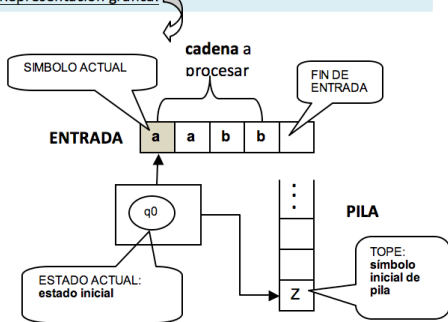 Representación gráfica:
cadena a
procesar
SIMBOLO ACTUAL
FIN DE
ENTRADA
ENTRADA a a b b
q0
PILA
ESTADO ACTUAL:
estado inicial
TOPE:
símbolo
inicial de
pila
Z